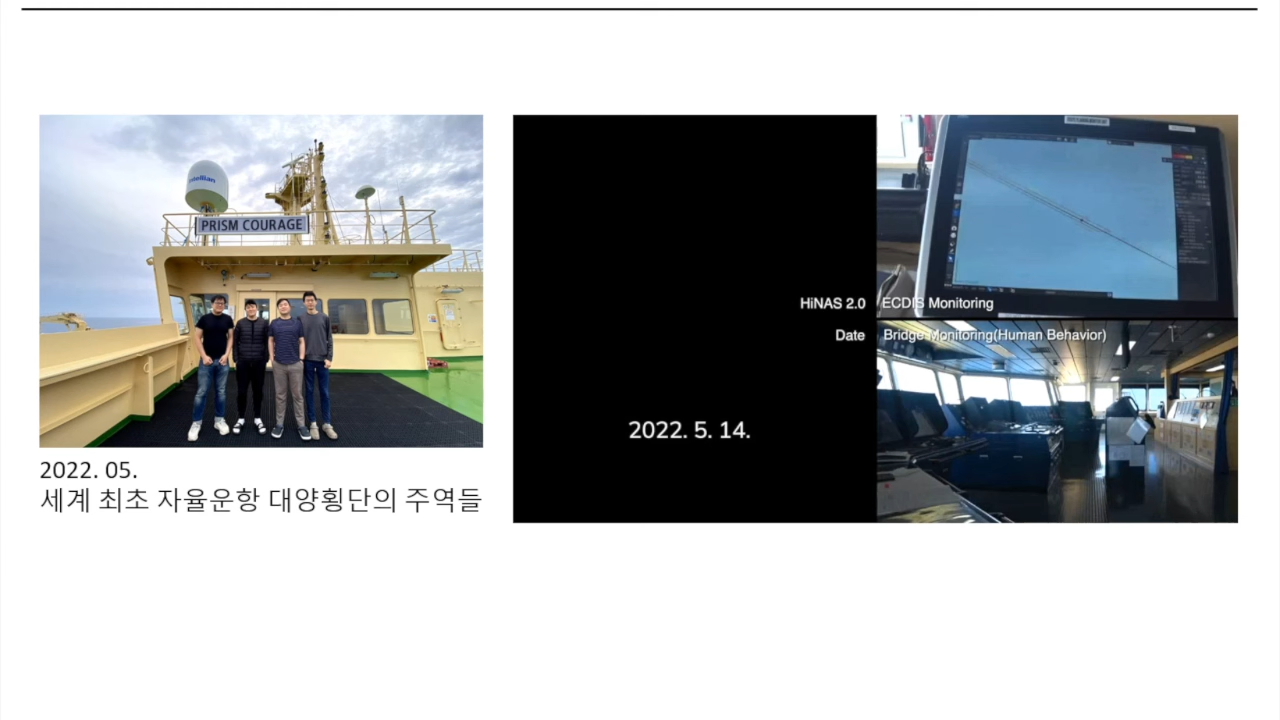 intellian
PRISM COURAGE
2022. 05.
세계 최초 자율운항 대양횡단의 주역들
HiNAS 2.0
Date
2022. 5. 14.
ECDIS Monitoring
Bridge Monitoring(Human Behavior)